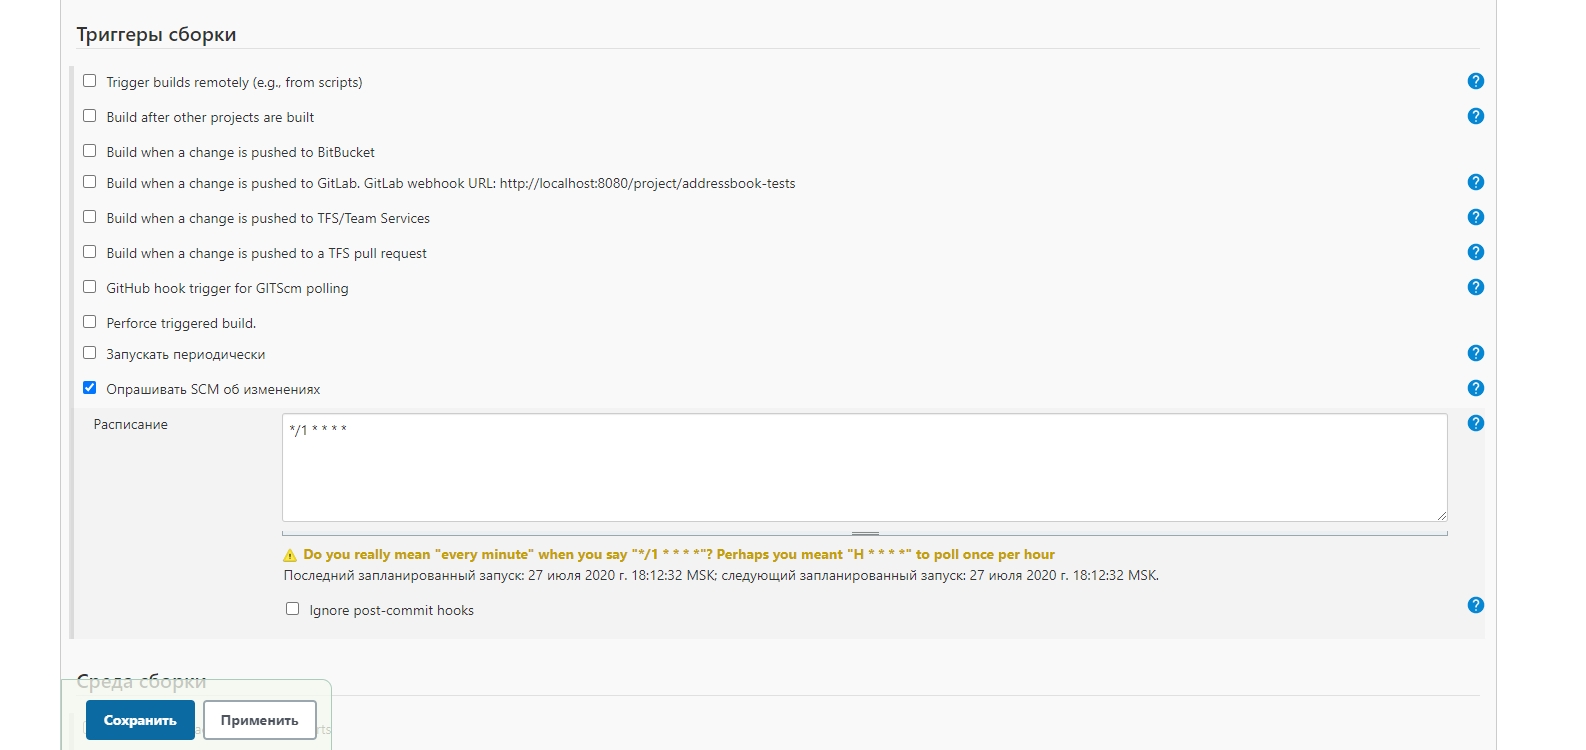 Триггеры сборки
Trigger builds remotely (e.g., from scripts)
Build after other projects are built
Build when a change is pushed to BitBucket
Build when a change is pushed to GitLab. GitLab webhook URL: http://localhost:8080/project/addressbook-tests
Build when a change is pushed to TFS/Team Services
Build when a change is pushed to a TFS pull request
GitHub hook trigger for GITScm polling
Perforce triggered build.
Запускать периодически
Опрашивать SCM об изменениях
Расписание
*/1 * * * *
Do you really mean "every minute" when you say "*/1 * * * *"? Perhaps you meant "H * * * *" to poll once per hour
Последний запланированный запуск: 27 июля 2020 г. 18:12:32 MSK; следующий запланированный запуск: 27 июля 2020 г. 18:12:32 MSK.
Ignore post-commit hooks
Среда сборки
Сохранить
Применить